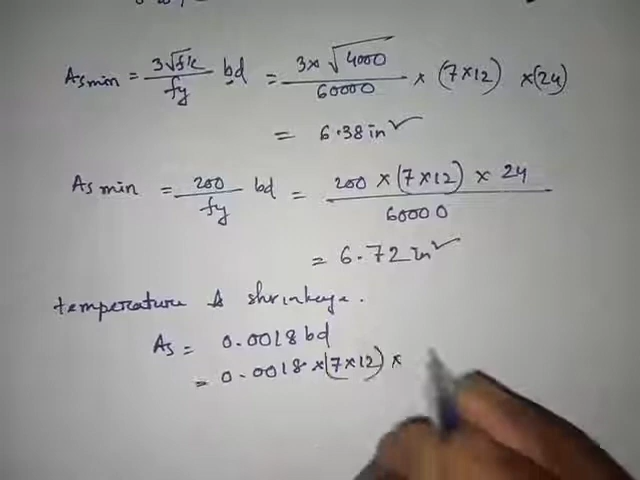 As min = 3√f'c / fy bd = 3 × √4000 / 60000 × (7×12) × (24)
= 6.38 in²
As min = 200 / fy bd = 200 × (7×12) × 24 / 60000
= 6.72 in²
temperature & shrinkage.
As = 0.0018 bd
= 0.0018 × (7×12) ×